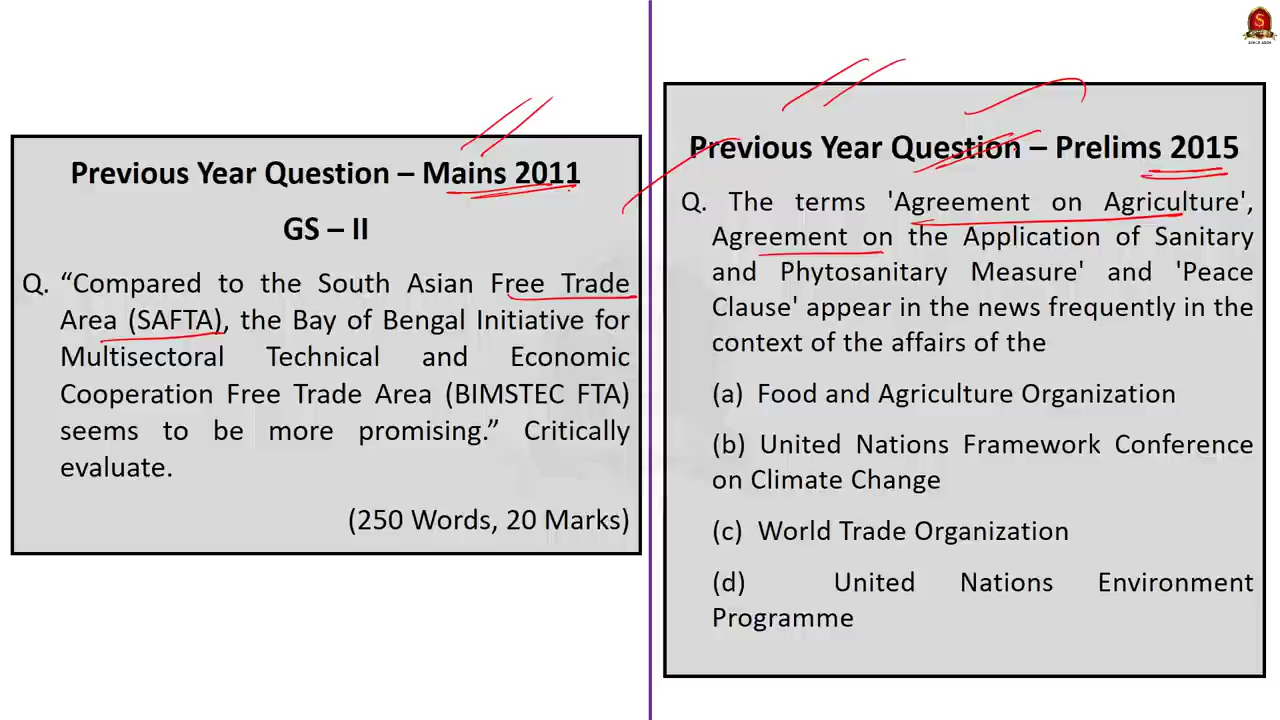 Previous Year Question – Mains 2011
GS – II
Q. “Compared to the South Asian Free Trade
Area (SAFTA), the Bay of Bengal Initiative for
Multisectoral Technical and Economic
Cooperation Free Trade Area (BIMSTEC FTA)
seems to be more promising.” Critically
evaluate.
(250 Words, 20 Marks)
Previous Year Question – Prelims 2015
Q. The terms 'Agreement on Agriculture',
Agreement on the Application of Sanitary
and Phytosanitary Measure' and 'Peace
Clause' appear in the news frequently in the
context of the affairs of the
(a) Food and Agriculture Organization
(b) United Nations Framework Conference
on Climate Change
(c) World Trade Organization
(d) United Nations Environment
Programme